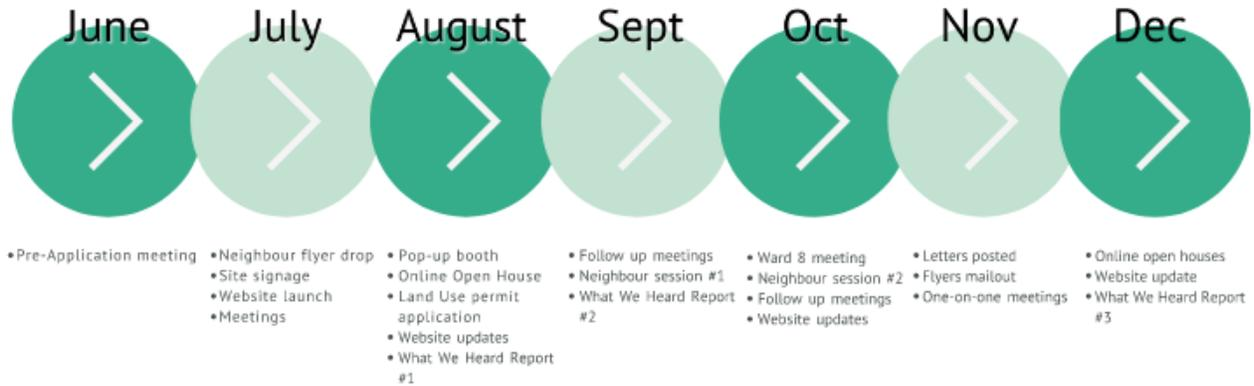 June
July
August
Sept
Oct
Nov
Dec
•Pre-Application meeting
•Neighbour flyer drop
•Site signage
•Website launch
•Meetings
• Pop-up booth
• Online Open House
• Land Use permit
application
• Website updates
• What We Heard Report
#1
• Follow up meetings
• Neighbour session #1
• What We Heard Report
#2
• Ward 8 meeting
• Neighbour session #2
• Follow up meetings
• Website updates
• Letters posted
• Flyers mailout
• One-on-one meetings
• Online open houses
• Website update
• What We Heard Report
#3